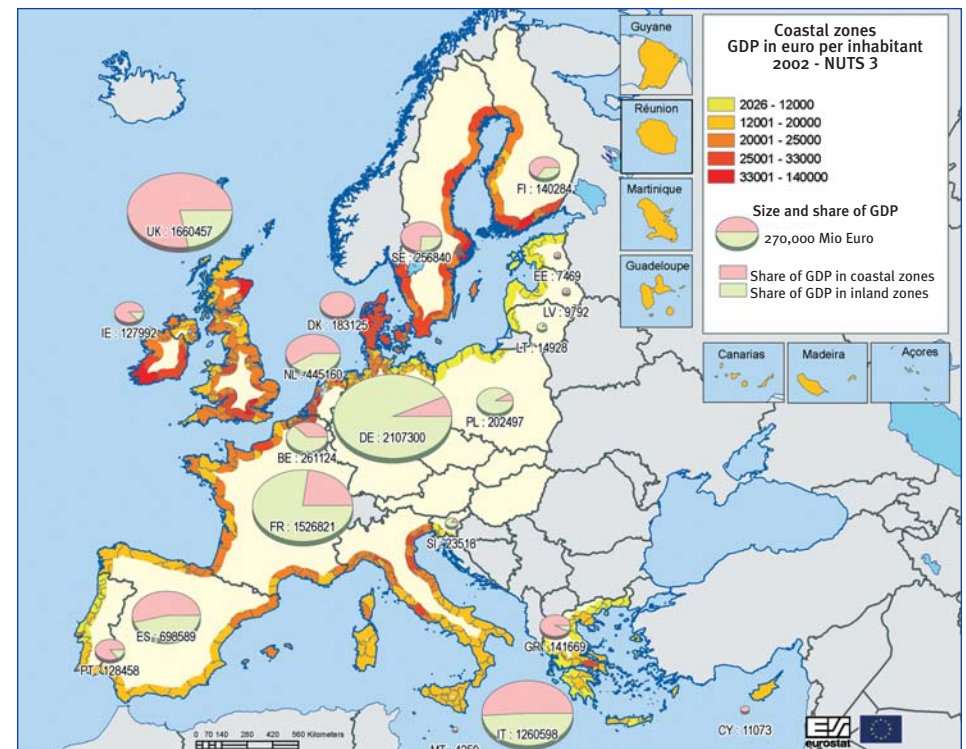 Coastal zones
GDP in euro per inhabitant
2002 - NUTS 3
2026 - 12000
12001 - 20000
20001 - 25000
25001 - 33000
33001 - 140000
Size and share of GDP
270,000 Mio Euro
Share of GDP in coastal zones
Share of GDP in inland zones
Guyane
Réunion
Martinique
Guadeloupe
Canarias
Madeira
Açores
FI : 140284
UK : 1660457
SE : 256840
EE : 7469
LV : 9792
IE : 127992
DK : 183125
LT : 14928
NL : 445160
DE : 2107300
PL : 202497
BE : 261124
FR : 1526821
SI : 23518
ES : 698589
GR : 141669
PT : 128458
CY : 11073
IT : 1260598
0 70 140 280 420 560 Kilometers
eurostat